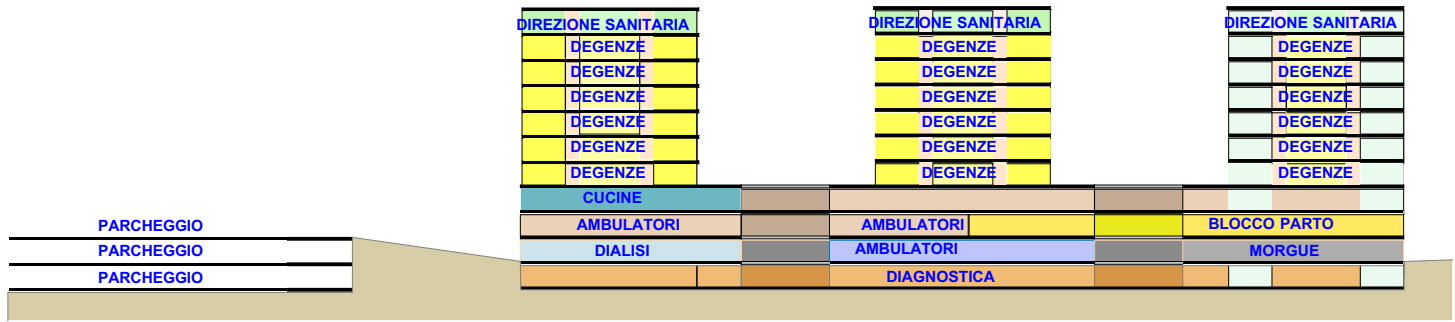 DIREZIONE SANITARIA DIREZIONE SANITARIA DIREZIONE SANITARIA
DEGENZE DEGENZE DEGENZE
DEGENZE DEGENZE DEGENZE
DEGENZE DEGENZE DEGENZE
DEGENZE DEGENZE DEGENZE
DEGENZE DEGENZE DEGENZE
DEGENZE DEGENZE DEGENZE
CUCINE
PARCHEGGIO AMBULATORI AMBULATORI BLOCCO PARTO
PARCHEGGIO DIALISI AMBULATORI MORGUE
PARCHEGGIO DIAGNOSTICA